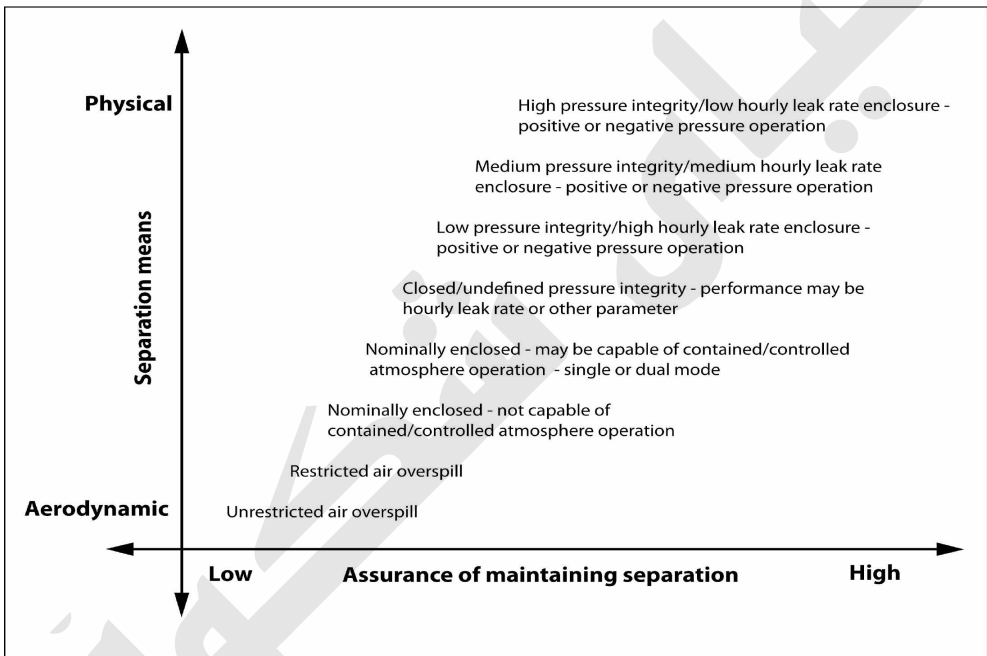 Physical
High pressure integrity/low hourly leak rate enclosure -
positive or negative pressure operation
Medium pressure integrity/medium hourly leak rate
enclosure - positive or negative pressure operation
Separation means
Low pressure integrity/high hourly leak rate enclosure -
positive or negative pressure operation
Closed/undefined pressure integrity - performance may be
hourly leak rate or other parameter
Nominally enclosed - may be capable of contained/controlled
atmosphere operation - single or dual mode
Nominally enclosed - not capable of
contained/controlled atmosphere operation
Restricted air overspill
Aerodynamic
Unrestricted air overspill
Low
Assurance of maintaining separation
High